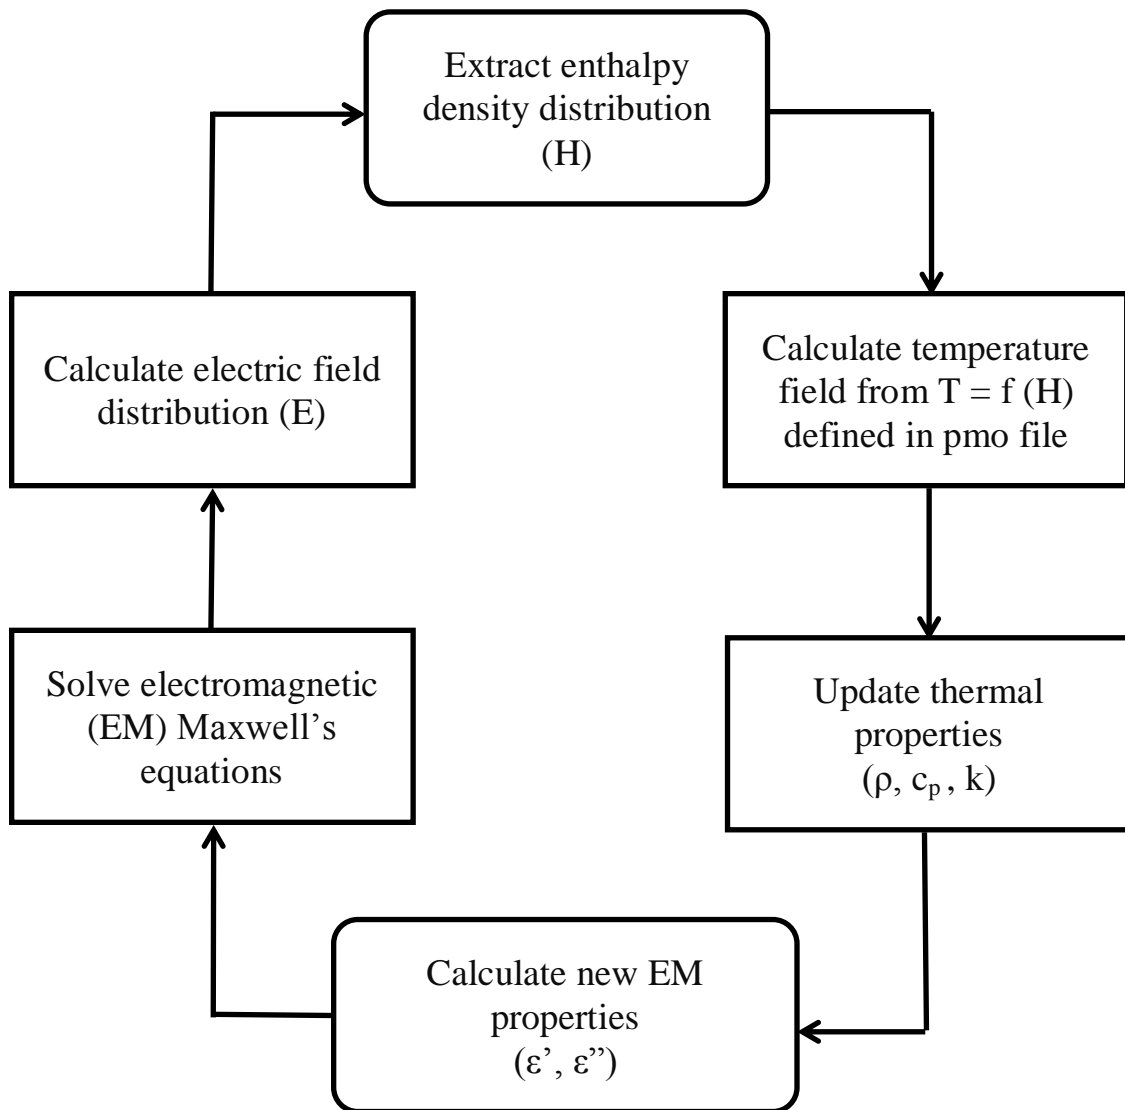 Extract enthalpy
density distribution
(H)
Calculate electric field
distribution (E)
Calculate temperature
field from T = f (H)
defined in pmo file
Solve electromagnetic
(EM) Maxwell’s
equations
Update thermal
properties
(ρ, cₚ , k)
Calculate new EM
properties
(ε’, ε”)